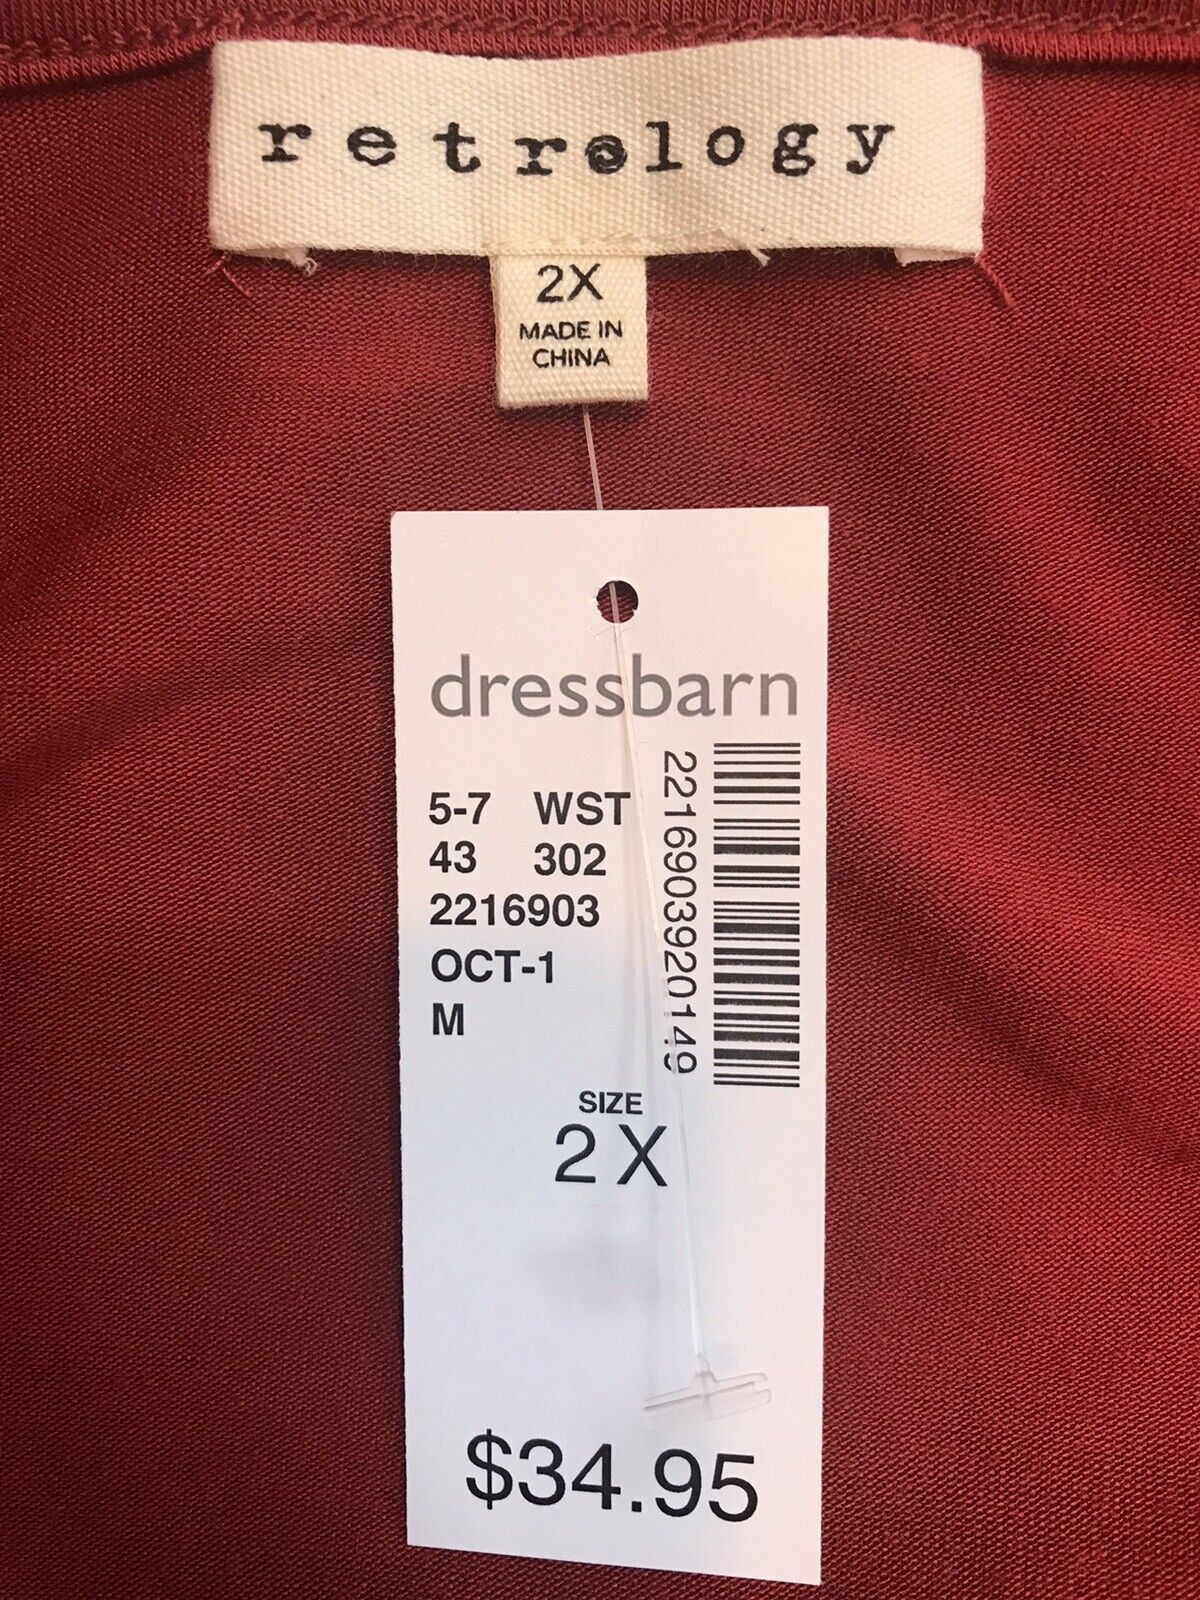 retrology
2X
MADE IN
CHINA
dressbarn
5-7 WST
43 302
2216903
OCT-1
M
2216903920149
SIZE
2X
$34.95